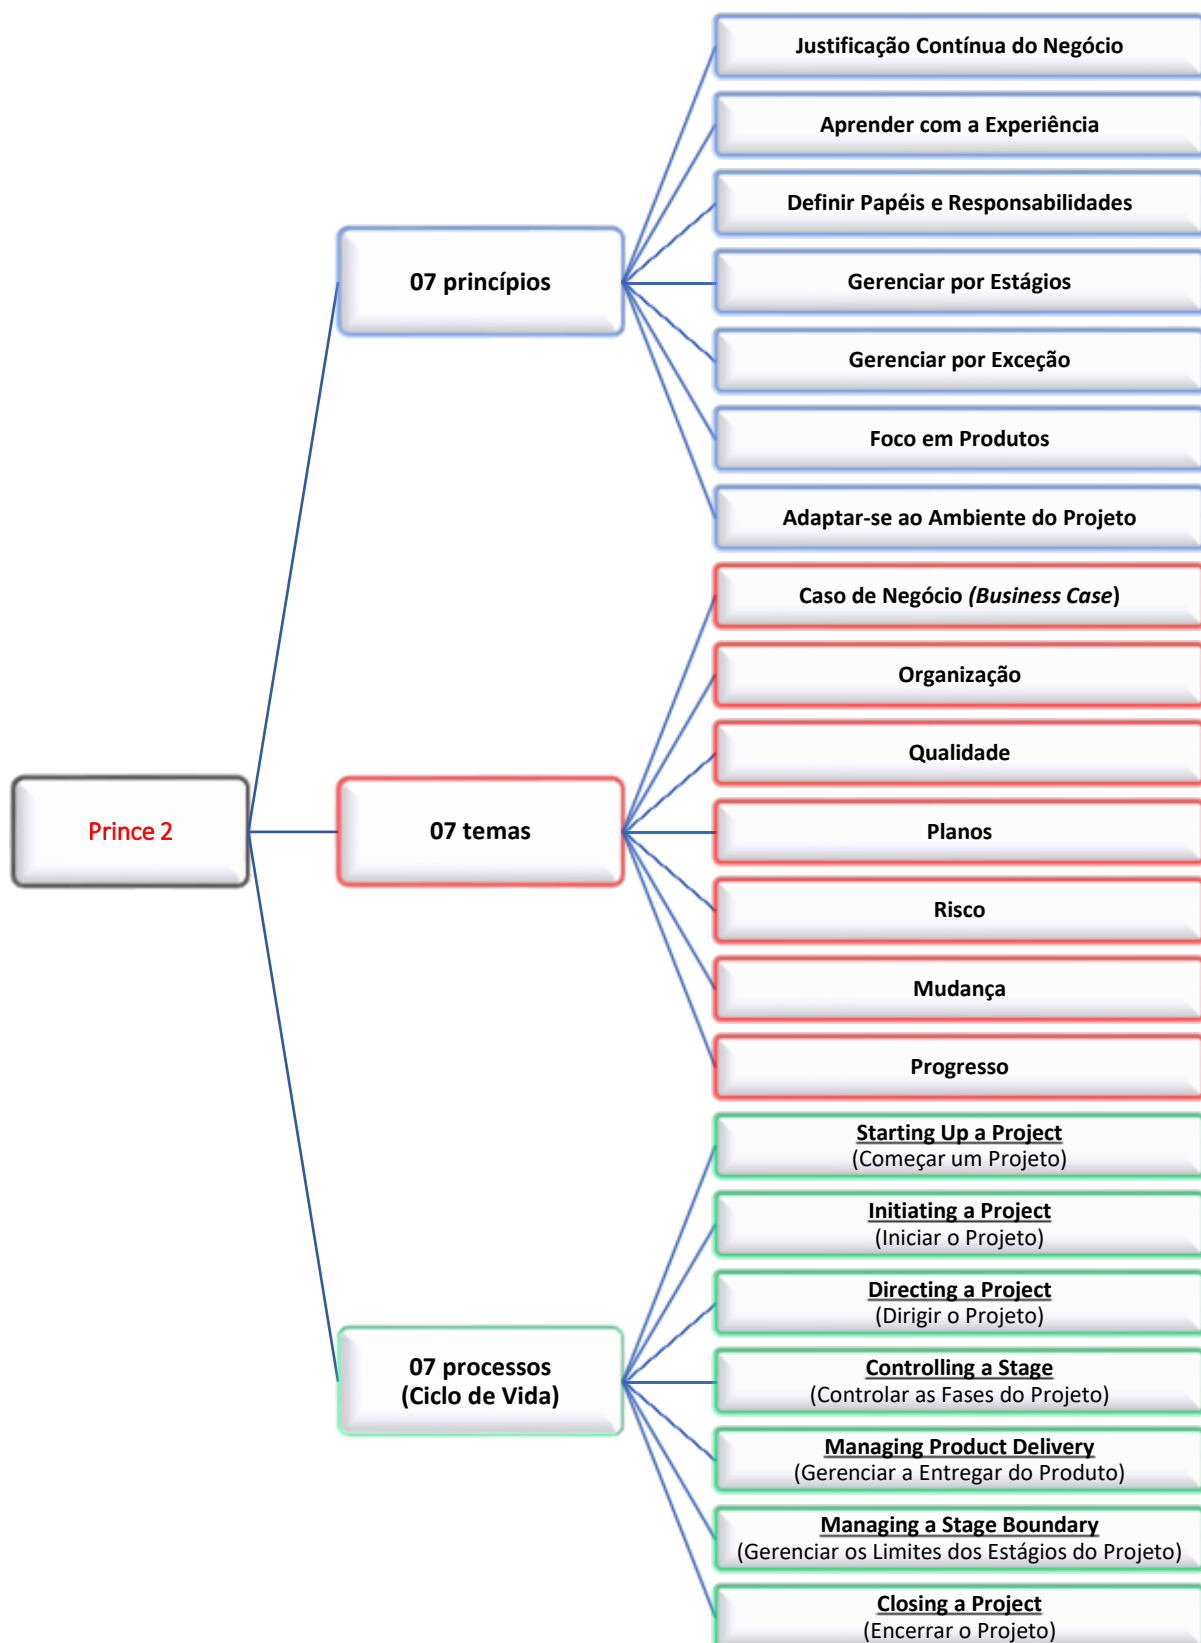 Prince 2
07 princípios
Justificação Contínua do Negócio
Aprender com a Experiência
Definir Papéis e Responsabilidades
Gerenciar por Estágios
Gerenciar por Exceção
Foco em Produtos
Adaptar-se ao Ambiente do Projeto
07 temas
Caso de Negócio (Business Case)
Organização
Qualidade
Planos
Risco
Mudança
Progresso
07 processos
(Ciclo de Vida)
Starting Up a Project
(Começar um Projeto)
Initiating a Project
(Iniciar o Projeto)
Directing a Project
(Dirigir o Projeto)
Controlling a Stage
(Controlar as Fases do Projeto)
Managing Product Delivery
(Gerenciar a Entregar do Produto)
Managing a Stage Boundary
(Gerenciar os Limites dos Estágios do Projeto)
Closing a Project
(Encerrar o Projeto)